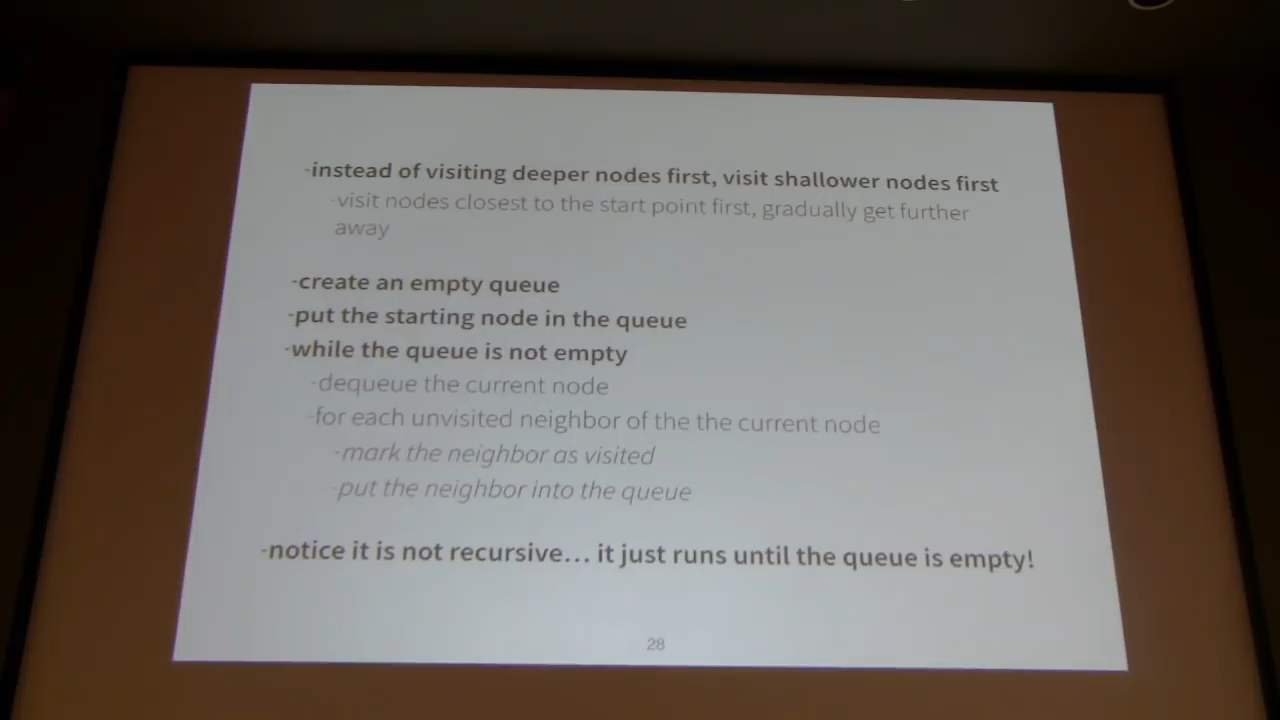 -instead of visiting deeper nodes first, visit shallower nodes first
-visit nodes closest to the start point first, gradually get further
away
-create an empty queue
-put the starting node in the queue
-while the queue is not empty
-dequeue the current node
-for each unvisited neighbor of the the current node
-mark the neighbor as visited
-put the neighbor into the queue
-notice it is not recursive... it just runs until the queue is empty!
28